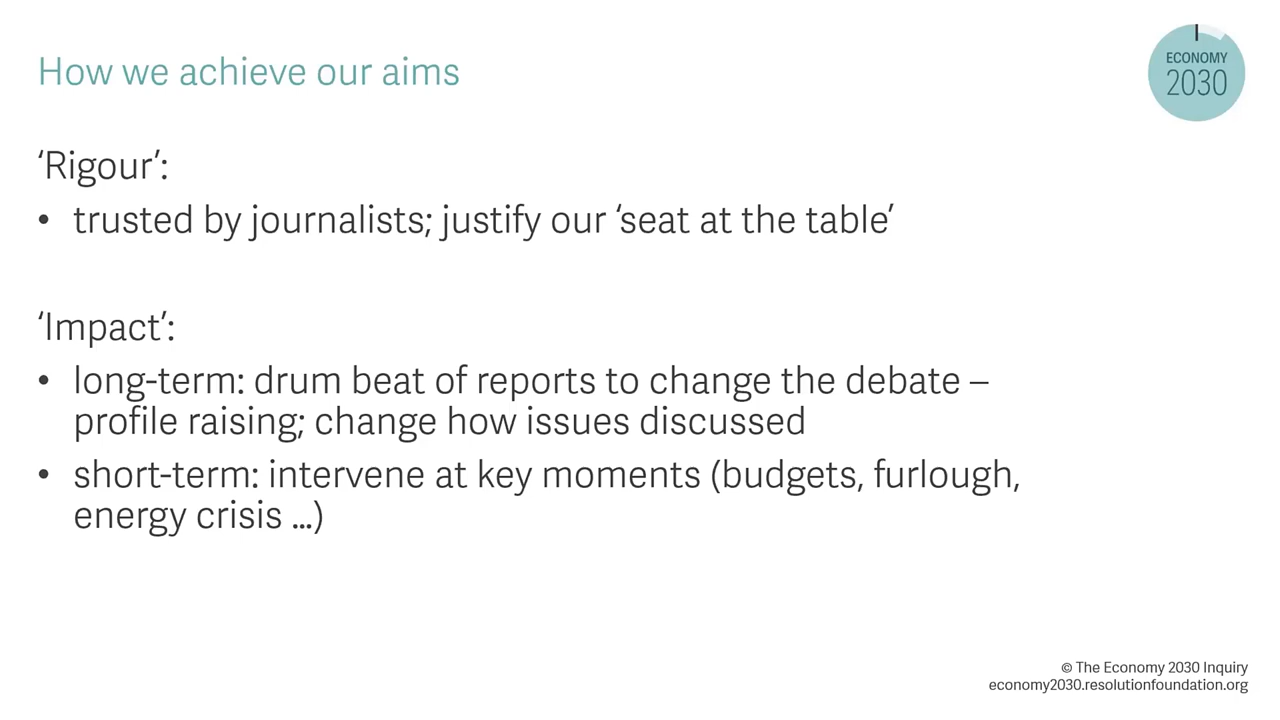 How we achieve our aims
ECONOMY
2030
‘Rigour’:
• trusted by journalists; justify our ‘seat at the table’
‘Impact’:
• long-term: drum beat of reports to change the debate –
profile raising; change how issues discussed
• short-term: intervene at key moments (budgets, furlough,
energy crisis ...)
© The Economy 2030 Inquiry
economy2030.resolutionfoundation.org